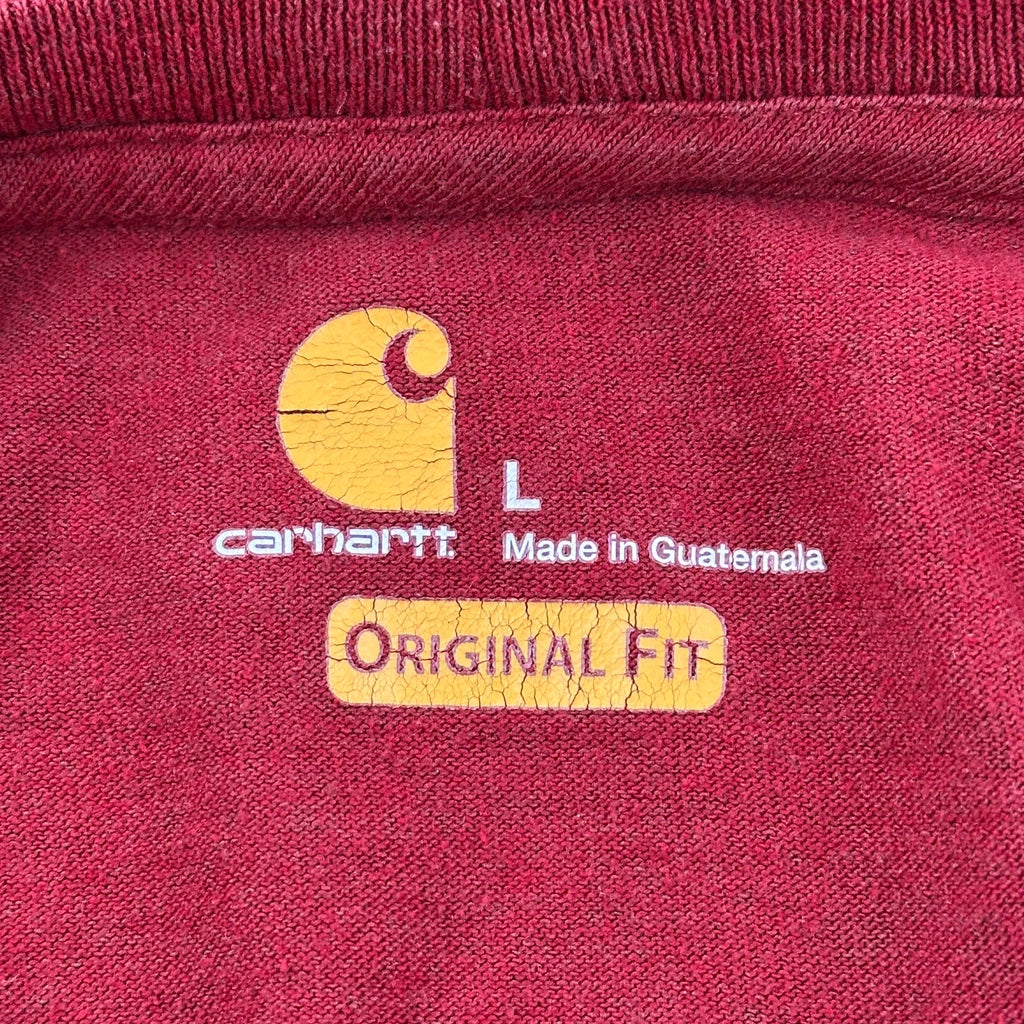 L
carhartt.
Made in Guatemala
ORIGINAL FIT